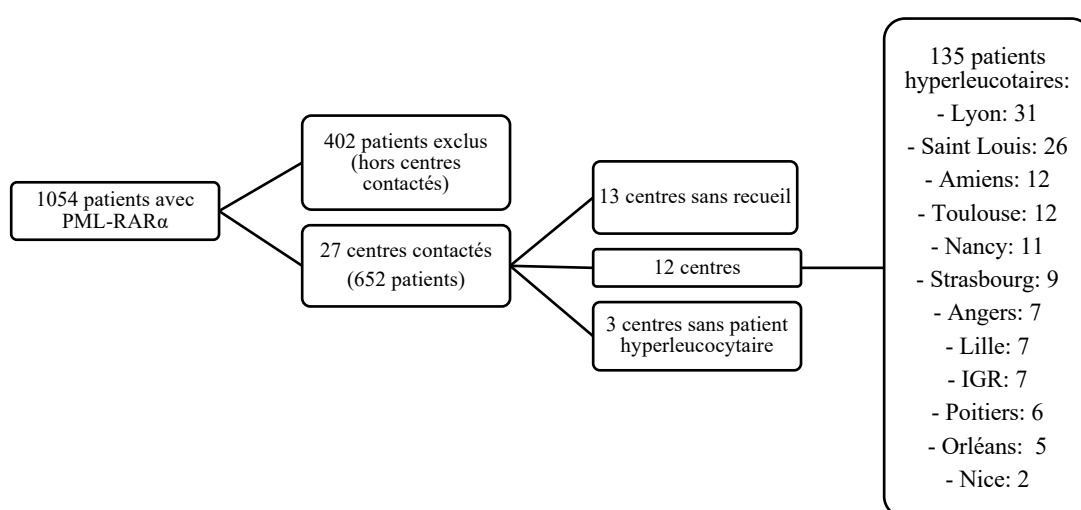 1054 patients avec
PML-RARα
402 patients exclus
(hors centres
contactés)
27 centres contactés
(652 patients)
13 centres sans recueil
12 centres
3 centres sans patient
hyperleucocytaire
135 patients
hyperleucotaires:
- Lyon: 31
- Saint Louis: 26
- Amiens: 12
- Toulouse: 12
- Nancy: 11
- Strasbourg: 9
- Angers: 7
- Lille: 7
- IGR: 7
- Poitiers: 6
- Orléans: 5
- Nice: 2